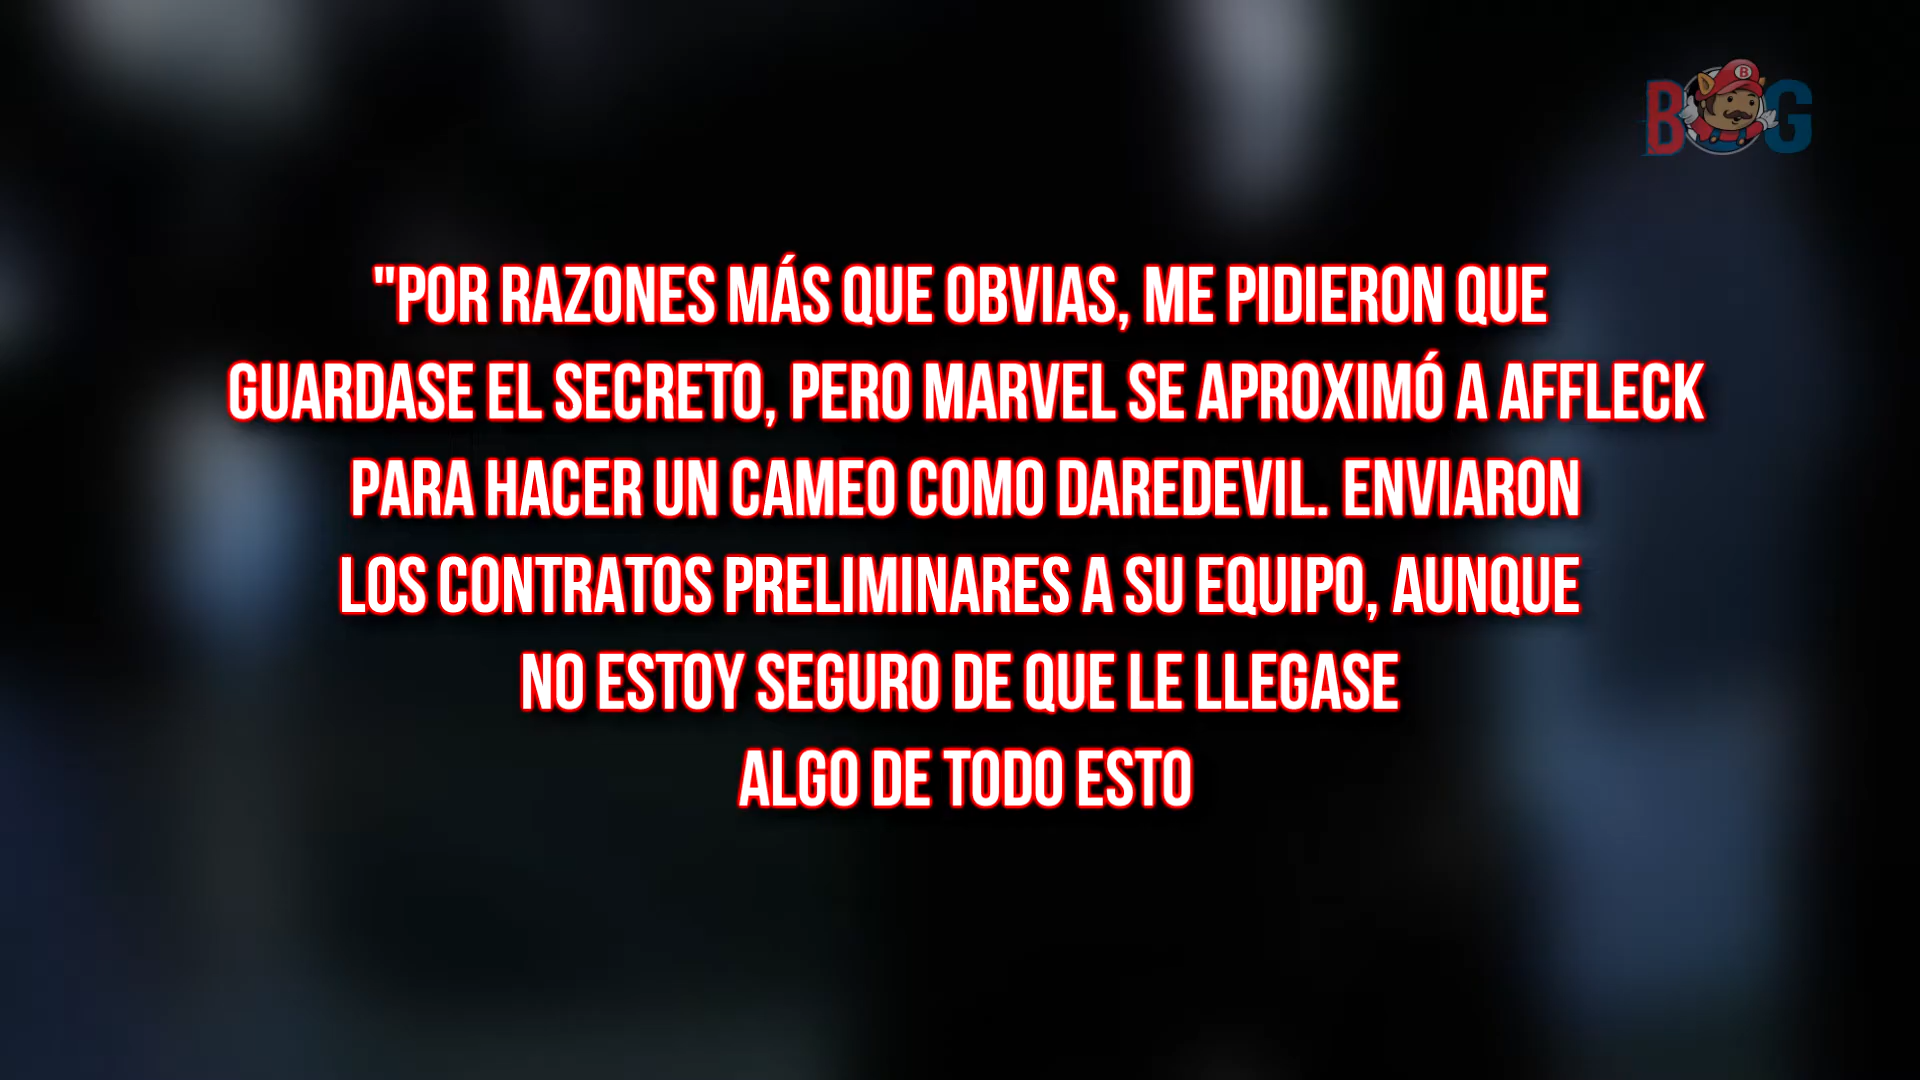 "POR RAZONES MÁS QUE OBVIAS, ME PIDIERON QUE
GUARDASE EL SECRETO, PERO MARVEL SE APROXIMÓ A AFFLECK
PARA HACER UN CAMEO COMO DAREDEVIL. ENVIARON
LOS CONTRATOS PRELIMINARES A SU EQUIPO, AUNQUE
NO ESTOY SEGURO DE QUE LE LLEGASE
ALGO DE TODO ESTO
B G
B